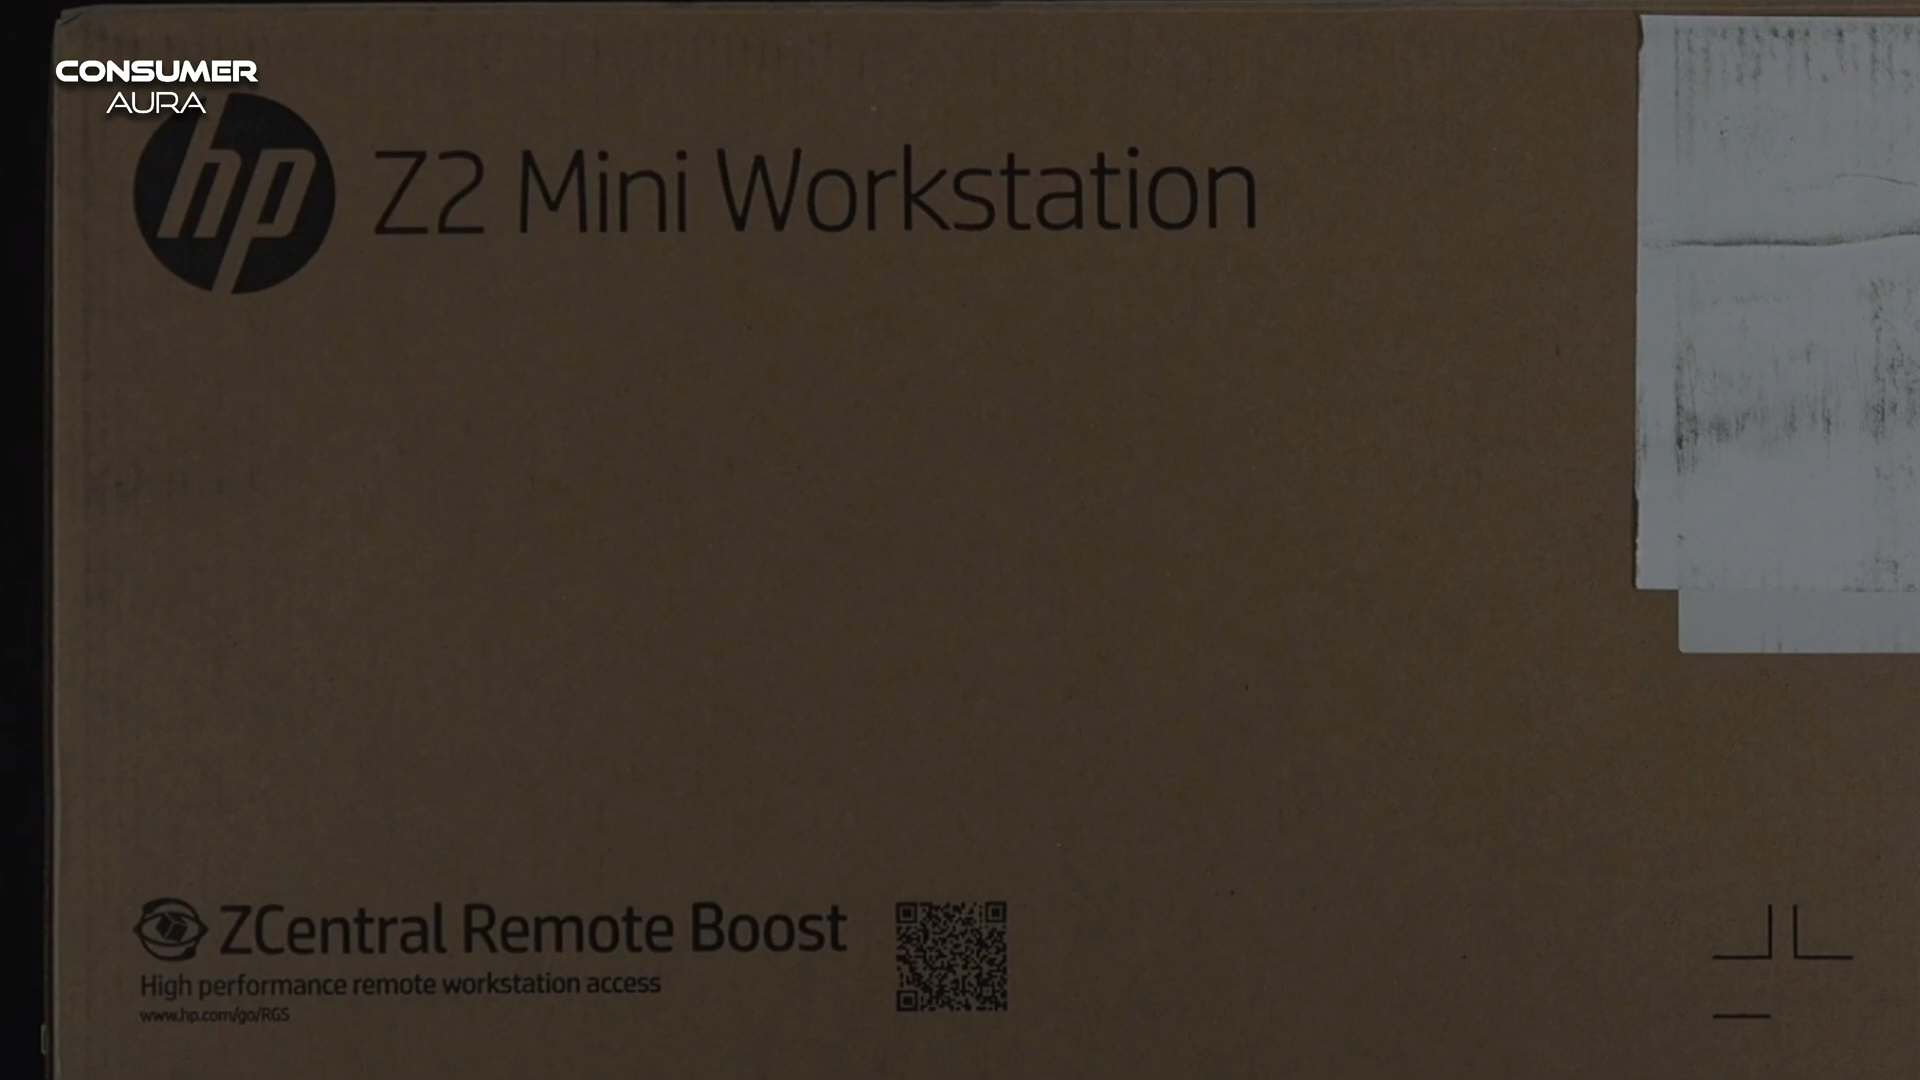 CONSUMER
AURA
hp Z2 Mini Workstation
ZCentral Remote Boost
High performance remote workstation access
www.hp.com/go/RGS